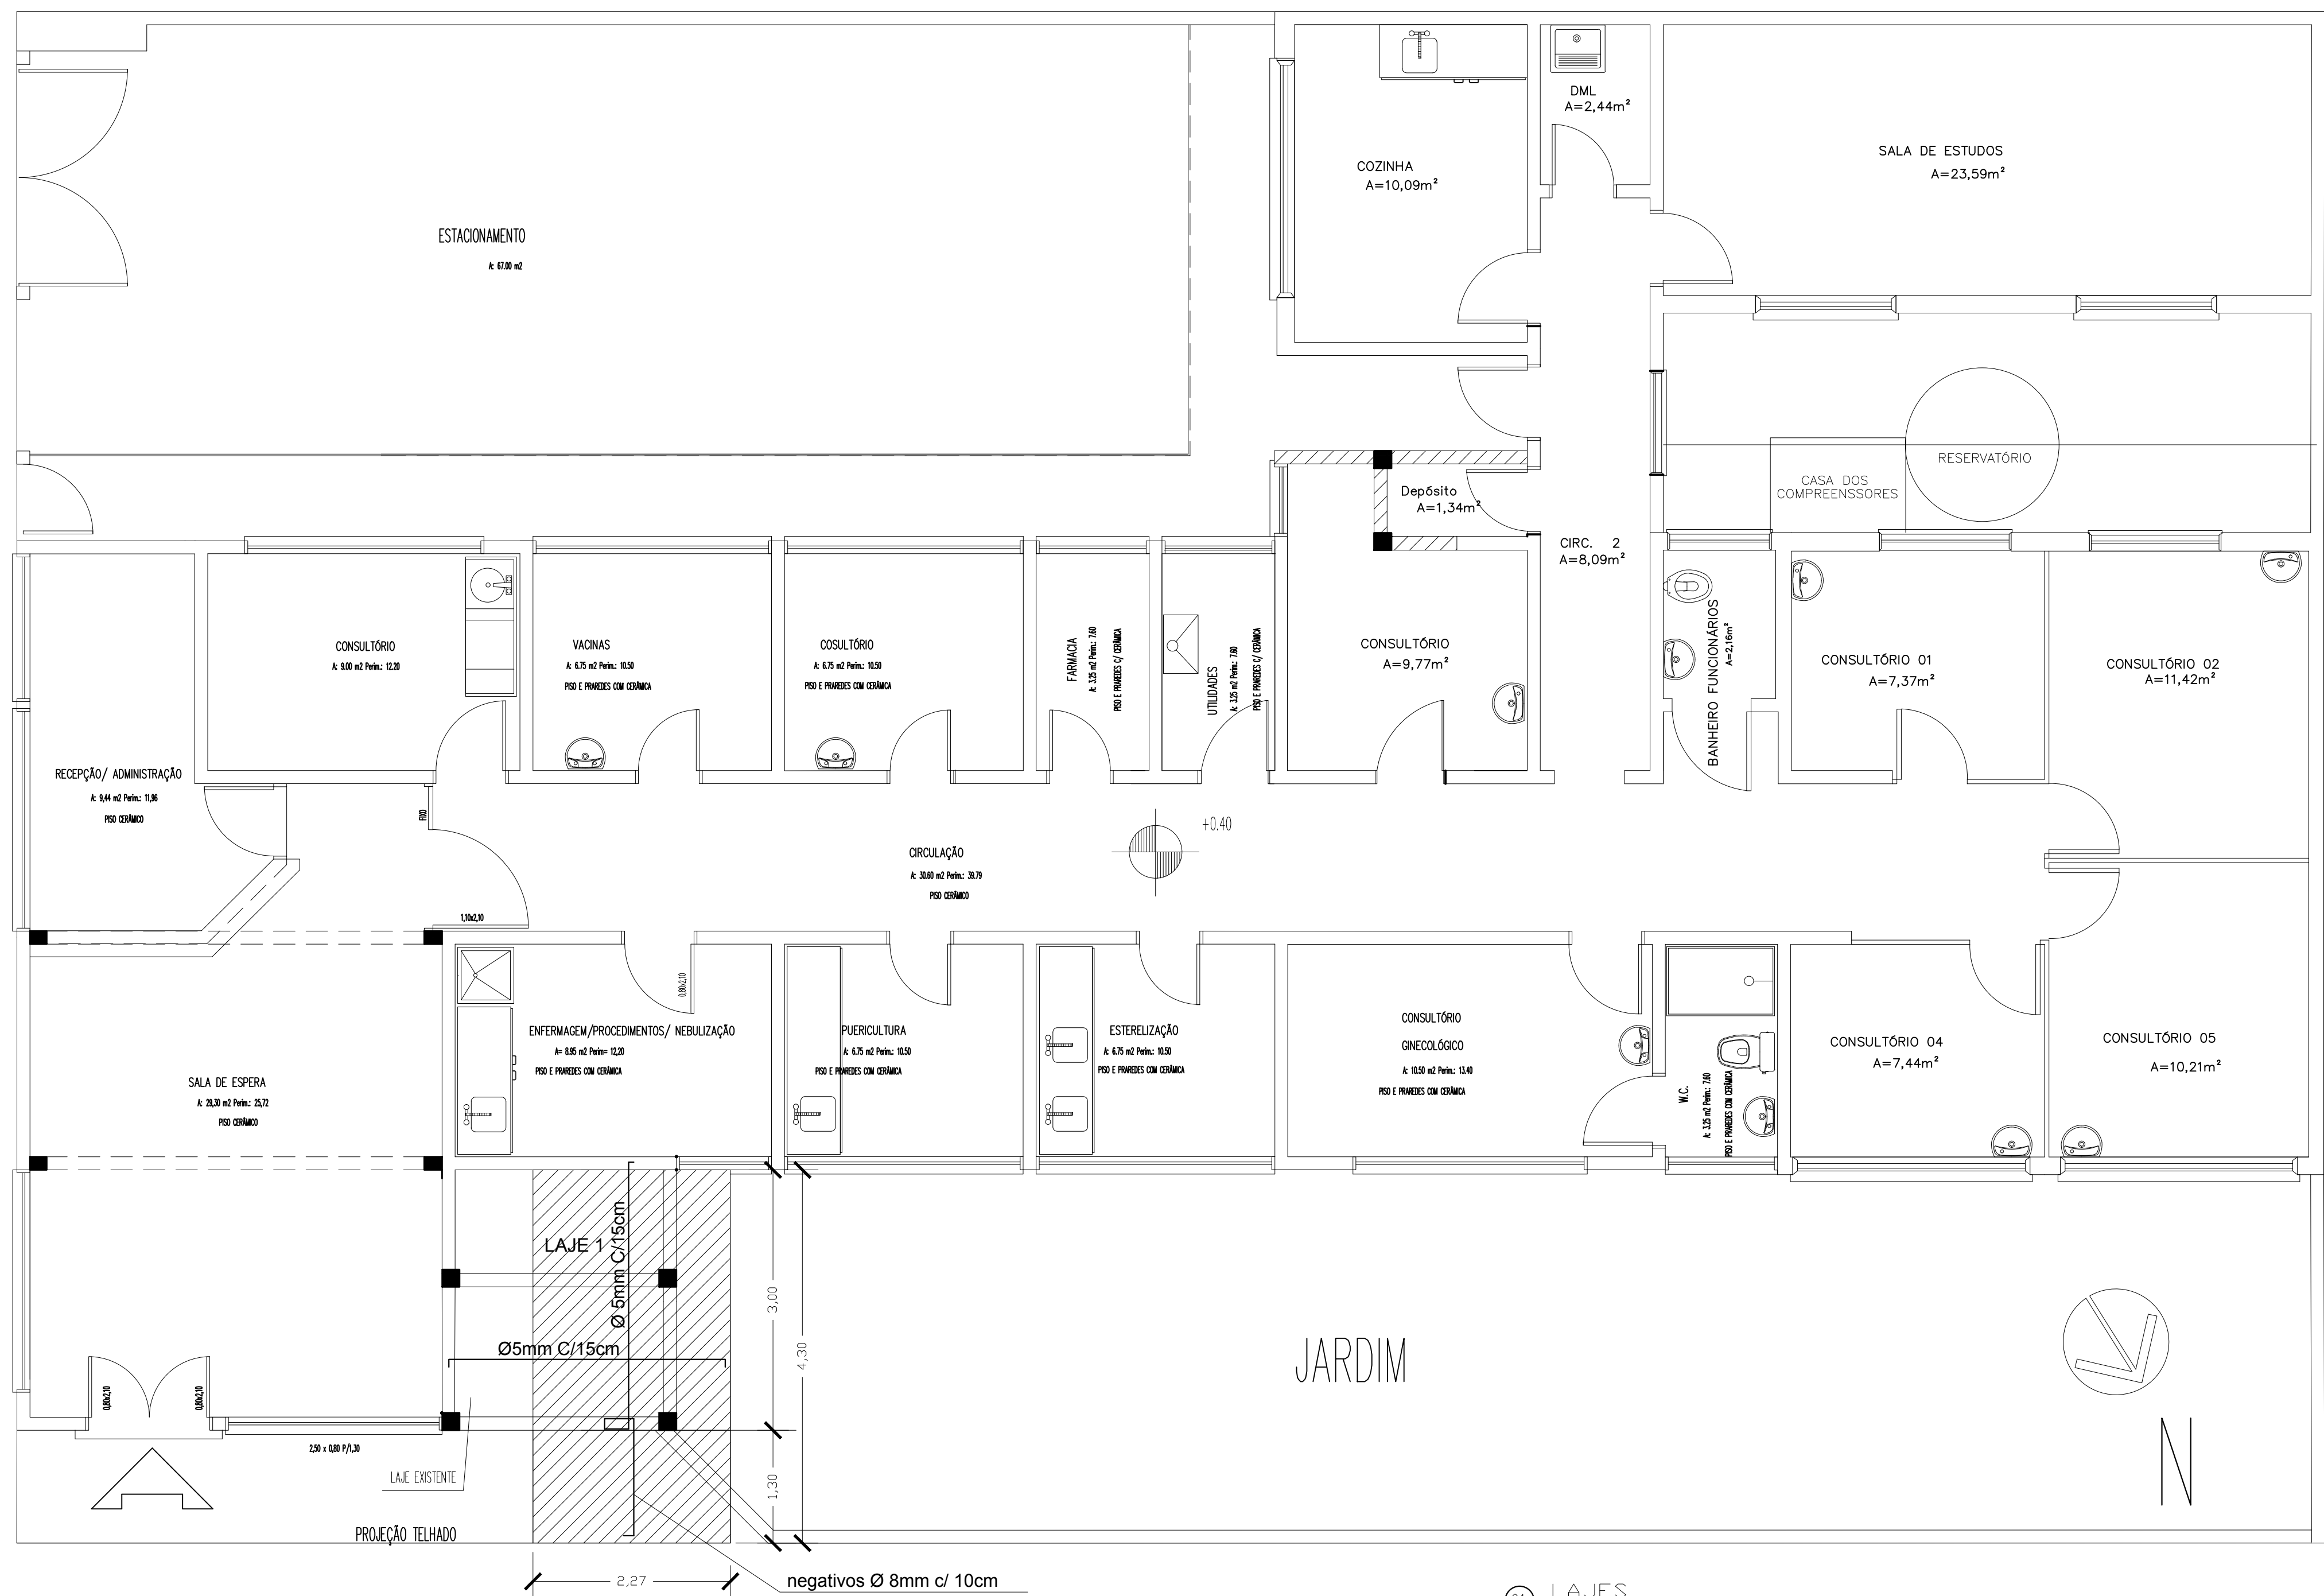 DML
A=2,44m²
SALA DE ESTUDOS
A=23,59m²
COZINHA
A=10,09m²
ESTACIONAMENTO
A: 67.00 m2
RESERVATÓRIO
CASA DOS
COMPREENSSORES
Depósito
A=1,34m²
CIRC. 2
A=8,09m²
CONSULTÓRIO
A: 9.00 m2 Perim.: 12.20
VACINAS
A: 6.75 m2 Perim.: 10.50
PISO E PRAREDES COM CERÂMICA
COSULTÓRIO
A: 6.75 m2 Perim.: 10.50
PISO E PRAREDES COM CERÂMICA
FARMACIA
A: 3.25 m2 Perim.: 7.60
PISO E PRAREDES C/ CERÂMICA
UTILIDADES
A: 3.25 m2 Perim.: 7.60
PISO E PRAREDES C/ CERÂMICA
CONSULTÓRIO
A=9,77m²
BANHEIRO FUNCIONÁRIOS
A=2,16m²
CONSULTÓRIO 01
A=7,37m²
CONSULTÓRIO 02
A=11,42m²
RECEPÇÃO/ ADMINISTRAÇÃO
A: 9,44 m2 Perim.: 11,96
PISO CERÂMICO
FIXO
+0.40
CIRCULAÇÃO
A: 30.60 m2 Perim.: 39.79
PISO CERÂMICO
1,10x2,10
0,80x2,10
ENFERMAGEM/PROCEDIMENTOS/ NEBULIZAÇÃO
A= 8.95 m2 Perim= 12,20
PISO E PRAREDES COM CERÂMICA
PUERICULTURA
A: 6.75 m2 Perim.: 10.50
PISO E PRAREDES COM CERÂMICA
ESTERELIZAÇÃO
A: 6.75 m2 Perim.: 10.50
PISO E PRAREDES COM CERÂMICA
CONSULTÓRIO
GINECOLÓGICO
A: 10.50 m2 Perim.: 13.40
PISO E PRAREDES COM CERÂMICA
W.C.
A: 3.25 m2 Perim.: 7.60
PISO E PRAREDES COM CERÂMICA
CONSULTÓRIO 04
A=7,44m²
CONSULTÓRIO 05
A=10,21m²
SALA DE ESPERA
A: 29,30 m2 Perim.: 25,72
PISO CERÂMICO
LAJE 1
Ø 5mm C/15cm
Ø5mm C/15cm
3,00
4,30
1,30
JARDIM
0,80x2,10
0,80x2,10
2,50 x 0,80 P/1,30
LAJE EXISTENTE
N
PROJEÇÃO TELHADO
2,27
negativos Ø 8mm c/ 10cm
LAJES